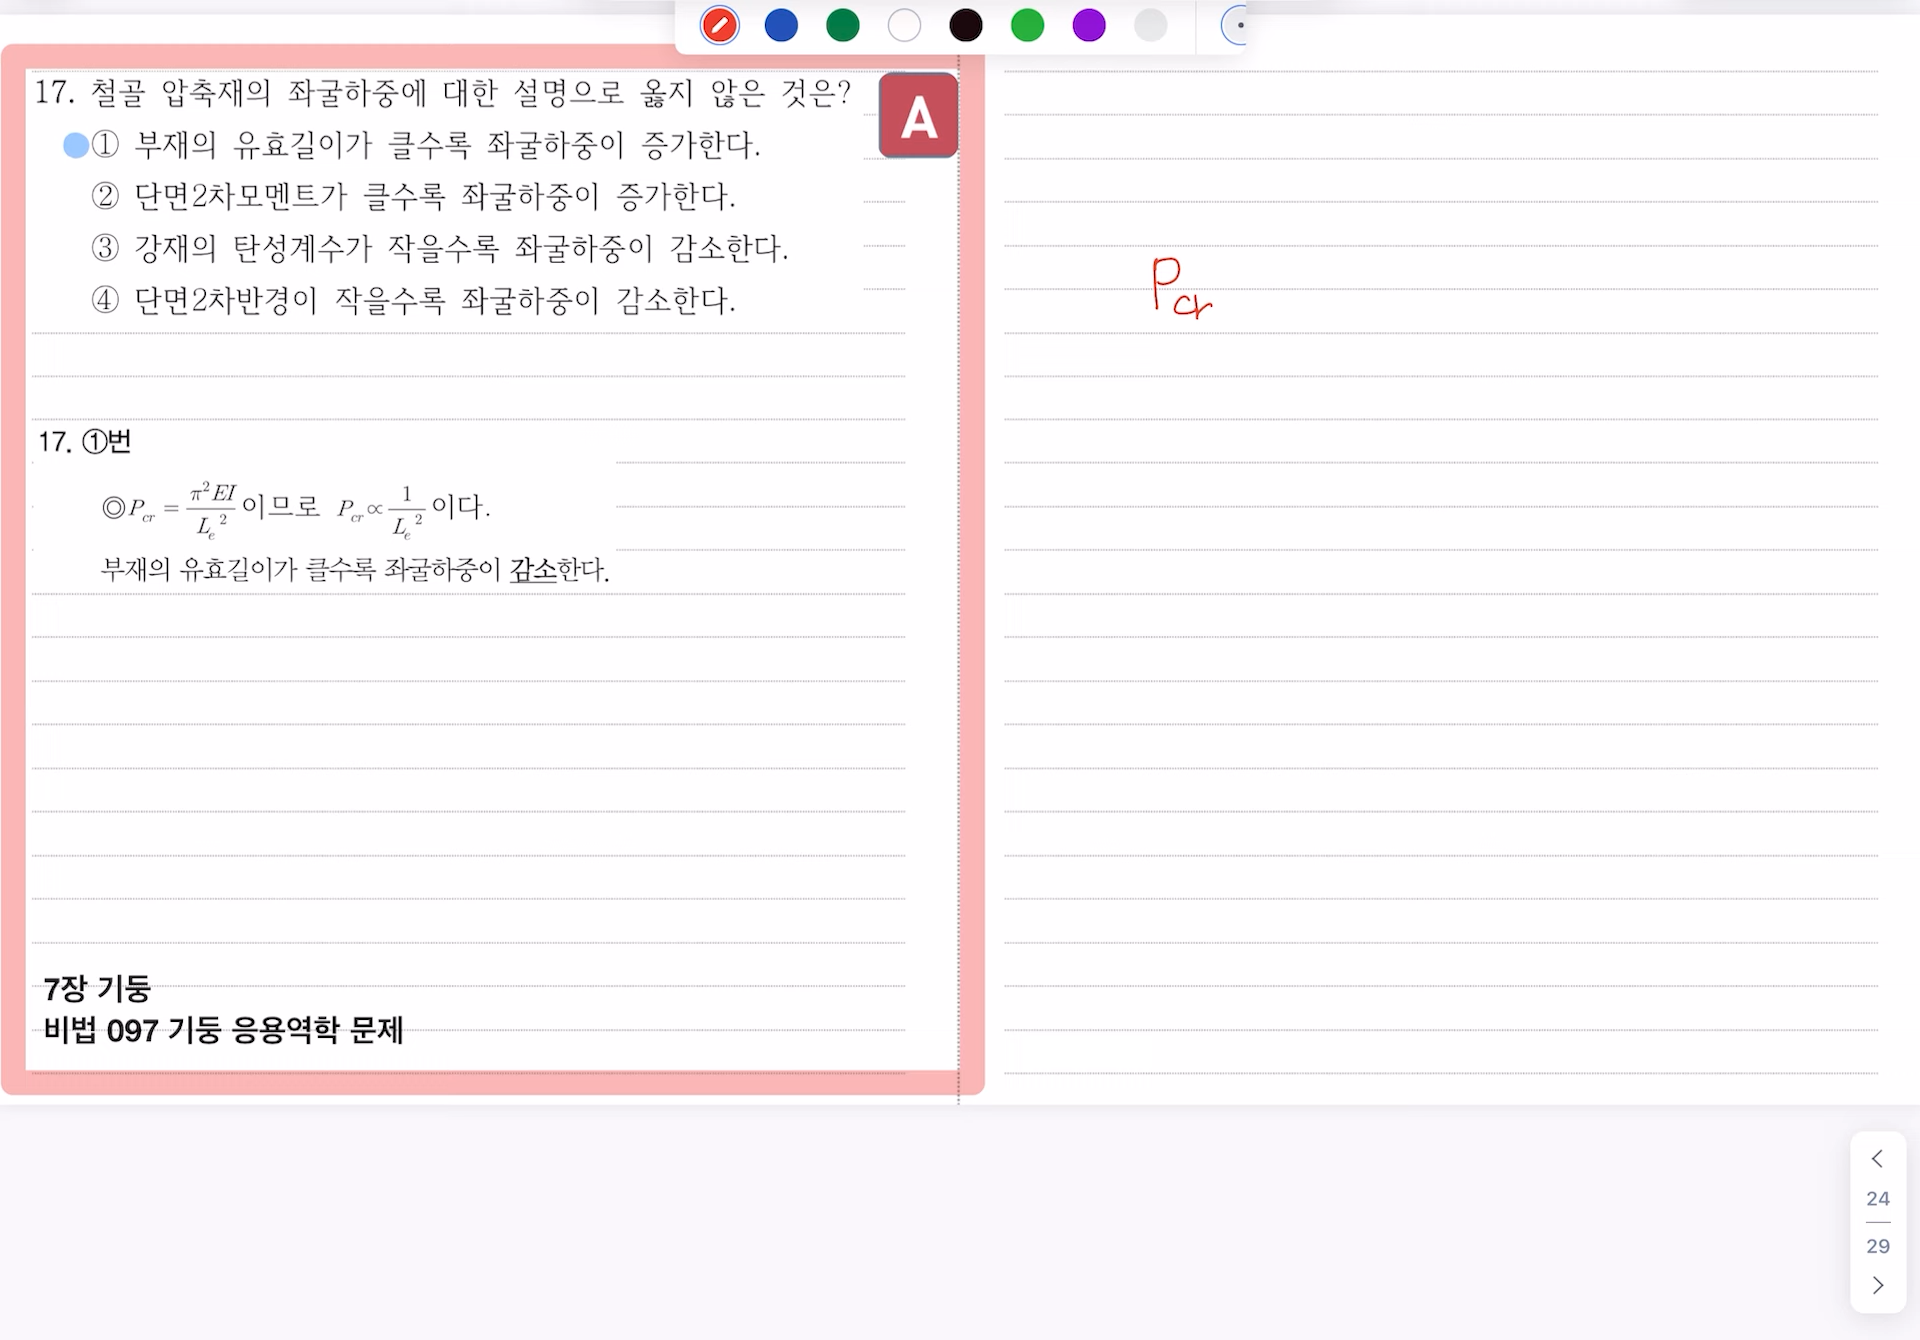 17. 철골 압축재의 좌굴하중에 대한 설명으로 옳지 않은 것은?
A
① 부재의 유효길이가 클수록 좌굴하중이 증가한다.
② 단면2차모멘트가 클수록 좌굴하중이 증가한다.
③ 강재의 탄성계수가 작을수록 좌굴하중이 감소한다.
④ 단면2차반경이 작을수록 좌굴하중이 감소한다.
17. ①번
◎P_cr = π²EI / L_e² 이므로 P_cr ∝ 1 / L_e² 이다.
부재의 유효길이가 클수록 좌굴하중이 감소한다.
7장 기둥
비법 097 기둥 응용역학 문제
P_cr
24
29